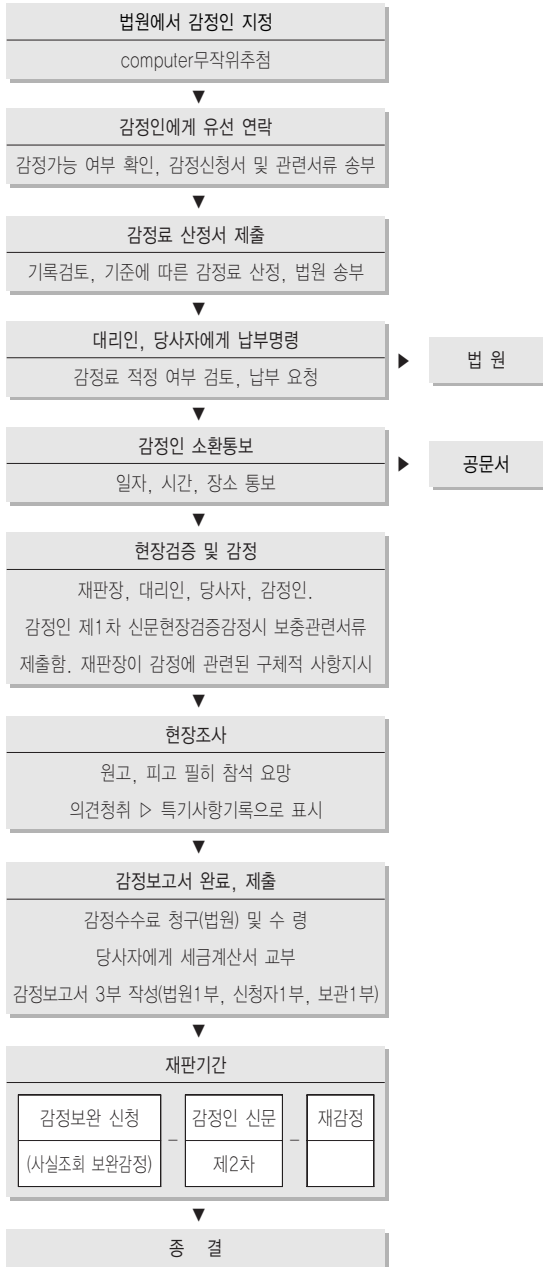 법원에서 감정인 지정
computer무작위추첨
▼
감정인에게 유선 연락
감정가능 여부 확인, 감정신청서 및 관련서류 송부
▼
감정료 산정서 제출
기록검토, 기준에 따른 감정료 산정, 법원 송부
▼
대리인, 당사자에게 납부명령
감정료 적정 여부 검토, 납부 요청
▶ 법 원
▼
감정인 소환통보
일자, 시간, 장소 통보
▶ 공문서
▼
현장검증 및 감정
재판장, 대리인, 당사자, 감정인.
감정인 제1차 신문현장검증감정시 보충관련서류
제출함. 재판장이 감정에 관련된 구체적 사항지시
▼
현장조사
원고, 피고 필히 참석 요망
의견청취 ▷ 특기사항기록으로 표시
▼
감정보고서 완료, 제출
감정수수료 청구(법원) 및 수 령
당사자에게 세금계산서 교부
감정보고서 3부 작성(법원1부, 신청자1부, 보관1부)
▼
재판기간
감정보완 신청 – 감정인 신문 – 재감정
(사실조회 보완감정) 제2차
▼
종 결